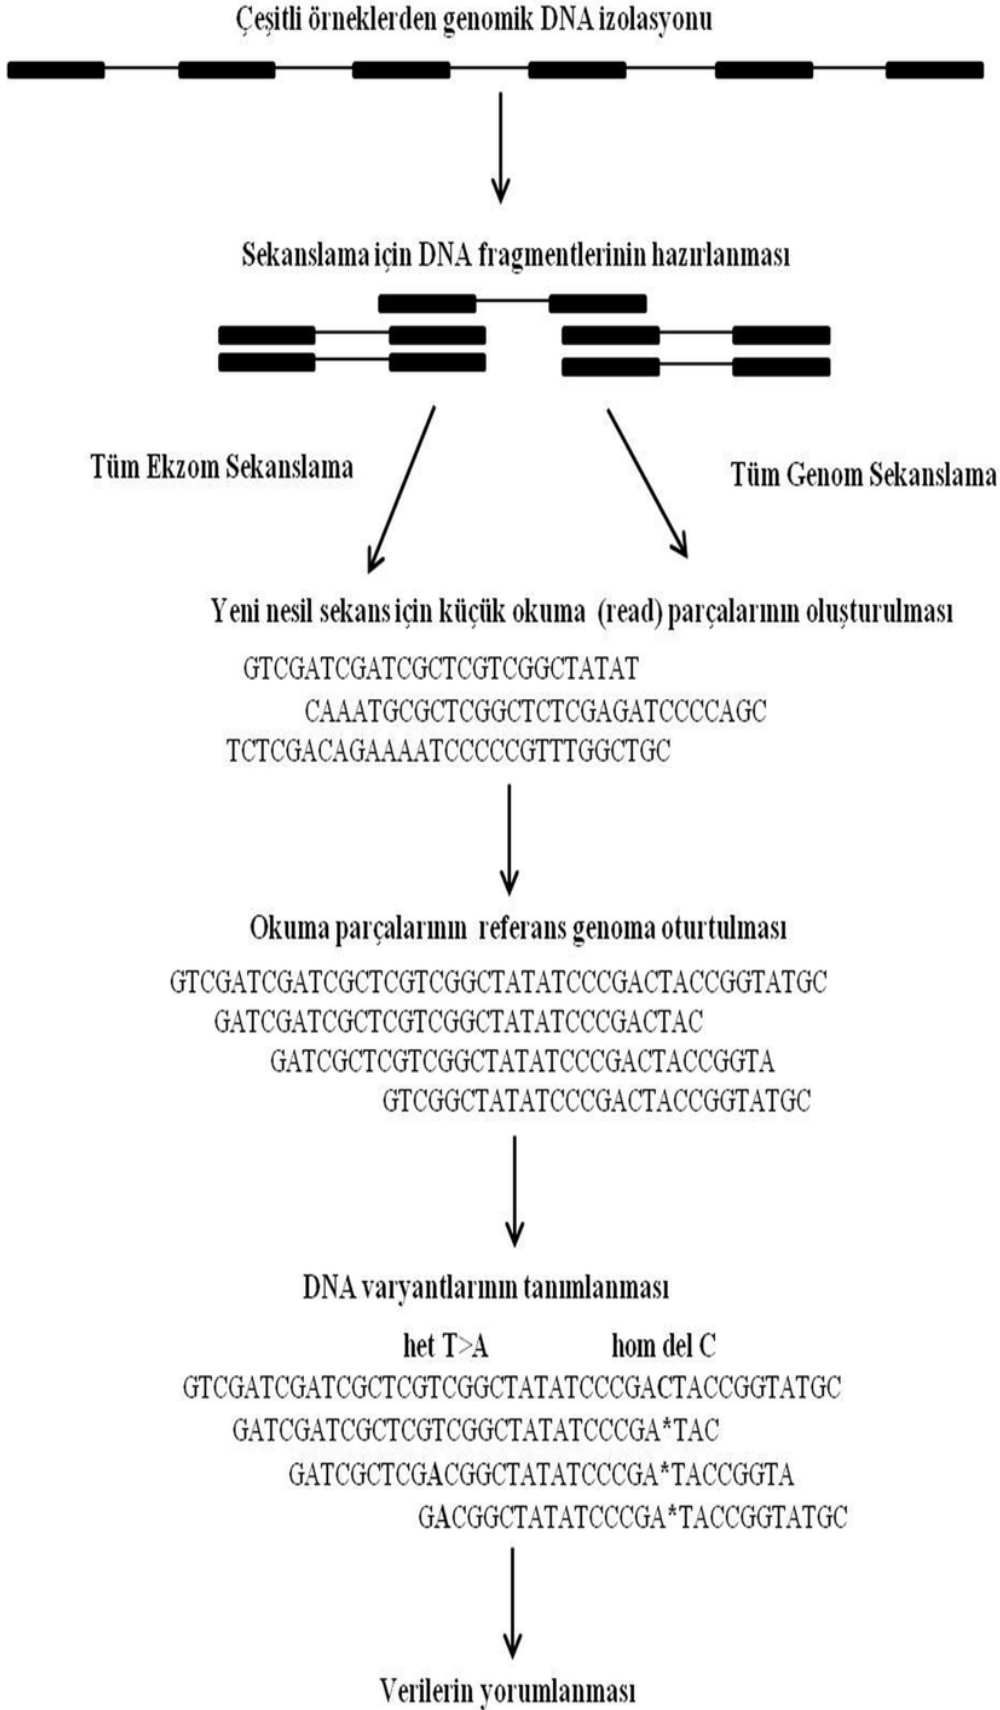 Çeşitli örneklerden genomik DNA izolasyonu
Sekanslama için DNA fragmentlerinin hazırlanması
Tüm Ekzom Sekanslama
Tüm Genom Sekanslama
Yeni nesil sekans için küçük okuma (read) parçalarının oluşturulması
GTCGATCGATCGCTCGTCGGCTATAT
CAAATGCGCTCGGCTCTCGAGATCCCCAGC
TCTCGACAGAAAATCCCCCGTTTGGCTGC
Okuma parçalarının referans genoma oturtulması
GTCGATCGATCGCTCGTCGGCTATATCCCGACTACCGGTATGC
GATCGATCGCTCGTCGGCTATATCCCGACTAC
GATCGCTCGTCGGCTATATCCCGACTACCGGTA
GTCGGCTATATCCCGACTACCGGTATGC
DNA varyantlarının tanımlanması
het T>A hom del C
GTCGATCGATCGCTCGTCGGCTATATCCCGACTACCGGTATGC
GATCGATCGCTCGTCGGCTATATCCCGA*TAC
GATCGCTCGACGGCTATATCCCGA*TACCGGTA
GACGGCTATATCCCGA*TACCGGTATGC
Verilerin yorumlanması